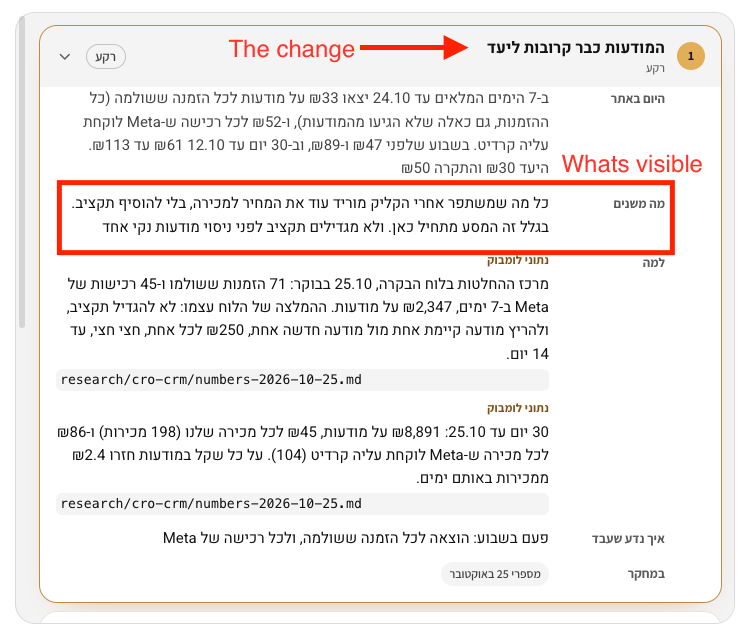 The change
המודעות כבר קרובות ליעד
1
רקע
רקע
היום באתר
ב-7 הימים המלאים עד 24.10 יצאו ₪33 על מודעות לכל הזמנה ששולמה (כל
ההזמנות, גם כאלה שלא הגיעו מהמודעות), ו-₪52 לכל רכישה ש-Meta לוקחת
עליה קרדיט. בשבוע שלפני ₪47 ו-₪89, וב-30 יום עד 12.10 ₪61 עד ₪113.
היעד ₪30 והתקרה ₪50
Whats visible
מה משנים
כל מה שמשתפר אחרי הקליק מוריד עוד את המחיר למכירה, בלי להוסיף תקציב.
בגלל זה המסע מתחיל כאן. ולא מגדילים תקציב לפני ניסוי מודעות נקי אחד
למה
נתוני לומבוק
מרכז ההחלטות בלוח הבקרה, 25.10 בבוקר: 71 הזמנות ששולמו ו-45 רכישות של
Meta ב-7 ימים, ₪2,347 על מודעות. ההמלצה של הלוח עצמו: לא להגדיל תקציב,
ולהריץ מודעה קיימת אחת מול מודעה חדשה אחת, ₪250 לכל אחת, חצי חצי, עד
14 יום.
research/cro-crm/numbers-2026-10-25.md
נתוני לומבוק
30 יום עד 25.10: ₪8,891 על מודעות, ₪45 לכל מכירה שלנו (198 מכירות) ו-₪86
לכל מכירה ש-Meta לוקחת עליה קרדיט (104). על כל שקל במודעות חזרו ₪2.4
ממכירות באותם ימים.
research/cro-crm/numbers-2026-10-25.md
איך נדע שעבד
פעם בשבוע: הוצאה לכל הזמנה ששולמה, ולכל רכישה של Meta
במחקר
מספרי 25 באוקטובר